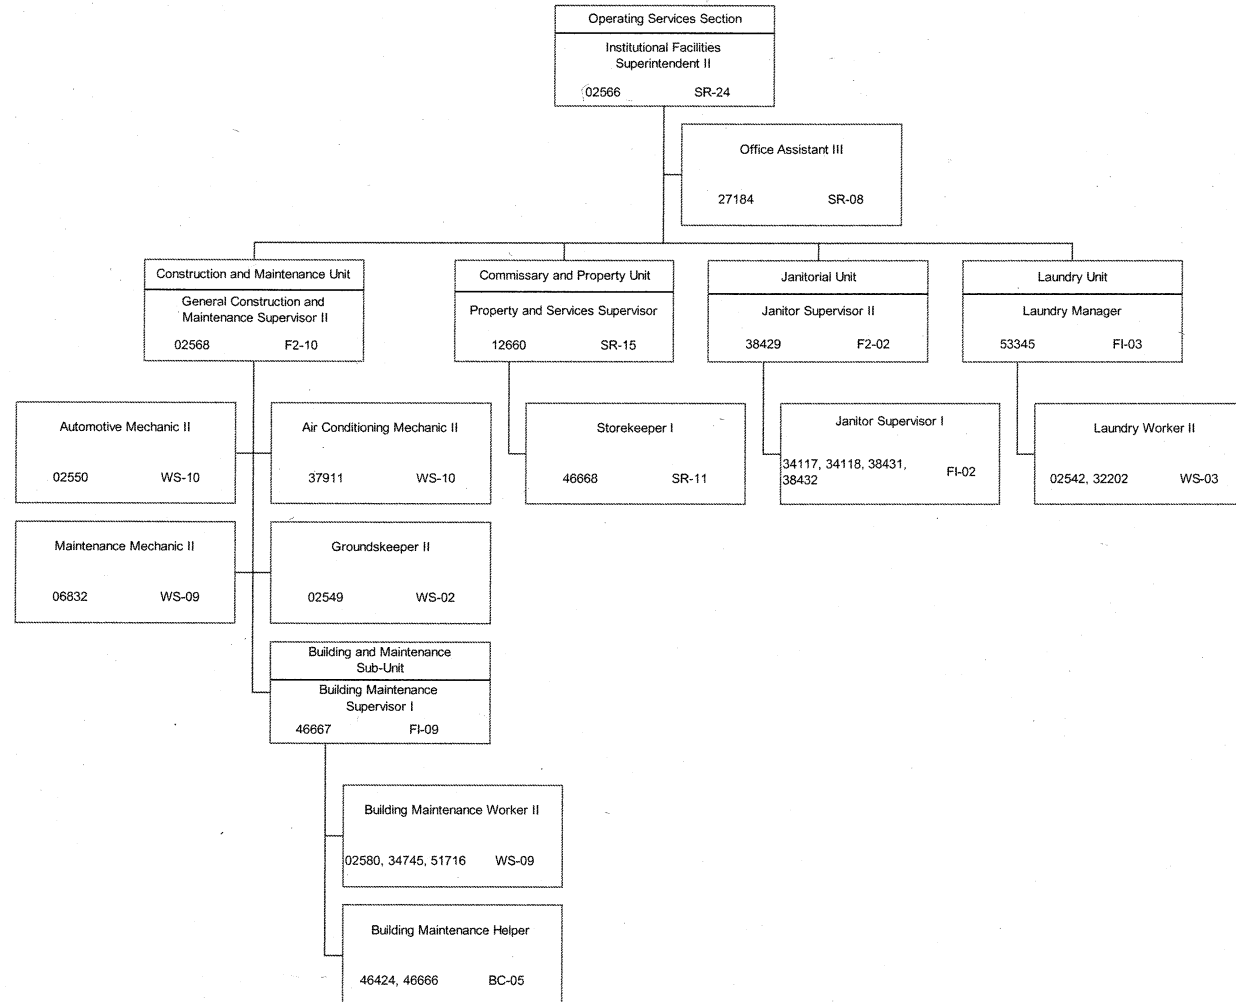 Operating Services Section
Institutional Facilities
Superintendent II
02566 SR-24
Office Assistant III
27184 SR-08
Construction and Maintenance Unit
General Construction and
Maintenance Supervisor II
02568 F2-10
Commissary and Property Unit
Property and Services Supervisor
12660 SR-15
Janitorial Unit
Janitor Supervisor II
38429 F2-02
Laundry Unit
Laundry Manager
53345 FI-03
Automotive Mechanic II
02550 WS-10
Air Conditioning Mechanic II
37911 WS-10
Storekeeper I
46668 SR-11
Janitor Supervisor I
34117, 34118, 38431,
38432 FI-02
Laundry Worker II
02542, 32202 WS-03
Maintenance Mechanic II
06832 WS-09
Groundskeeper II
02549 WS-02
Building and Maintenance
Sub-Unit
Building Maintenance
Supervisor I
46667 FI-09
Building Maintenance Worker II
02580, 34745, 51716 WS-09
Building Maintenance Helper
46424, 46666 BC-05